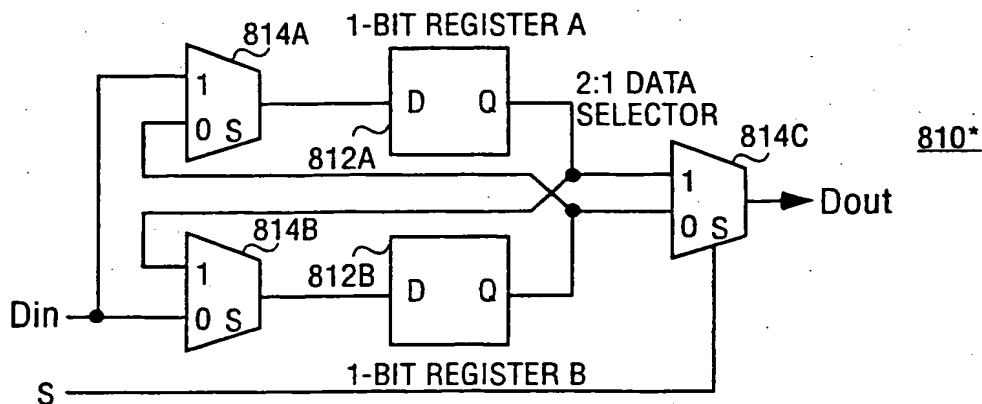 1-BIT REGISTER A
814A
1
0 S
D Q
812A
2:1 DATA
SELECTOR
814C
810*
1
0 S
Dout
814B
1
0 S
812B
D Q
Din
1-BIT REGISTER B
S